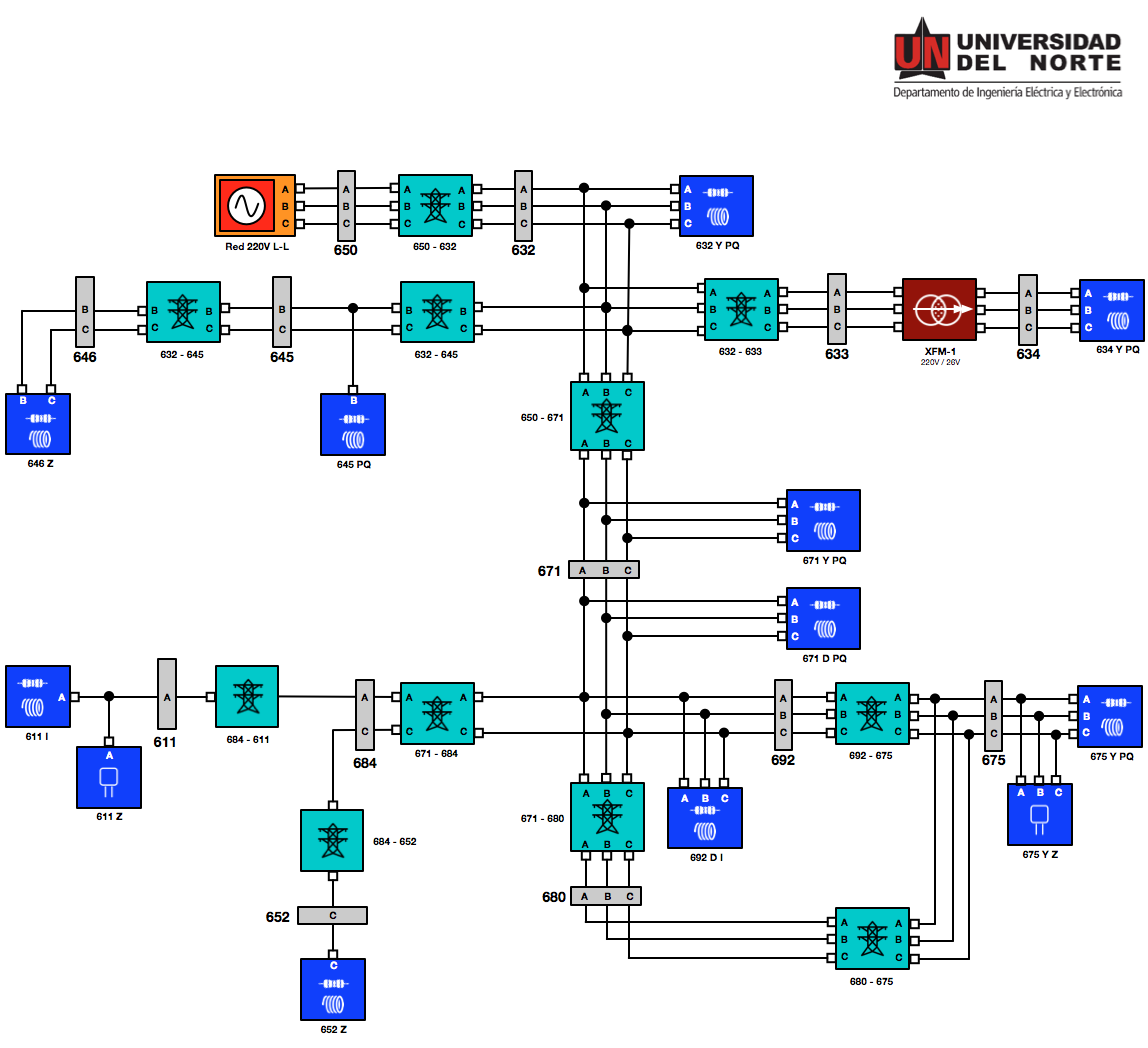 UN UNIVERSIDAD
DEL NORTE
Departamento de Ingeniería Eléctrica y Electrónica
A A A A A A
B B B B B B
C C C C C C
Red 220V L-L 650 650 - 632 632 632 Y PQ
B B B B B B A A A A A
C C C C C C B B B B B
C C C C C
646 632 - 645 645 632 - 645 632 - 633 633 XFM-1 634 634 Y PQ
220V / 26V
B C B A B C
650 - 671
A B C
646 Z 645 PQ
A
B
C
671 Y PQ
671 A B C
A
B
C
671 D PQ
A A A A A A A A A A
C C C B B B B B
C C C C C
611 I 611 684 - 611 684 671 - 684 692 692 - 675 675 675 Y PQ
A A B C A B C A B C
611 Z 671 - 680 692 D I 675 Y Z
A B C
684 - 652
680 A B C
652 C
A A
B B
C C
680 - 675
C
652 Z